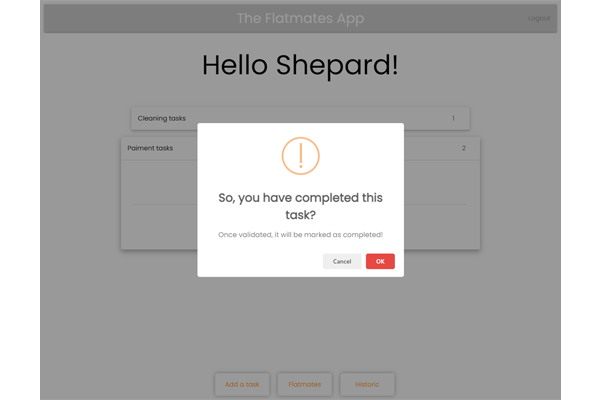 The Flatmates App
Logout
Hello Shepard!
Cleaning tasks 1
Paiment tasks 2
So, you have completed this
task?
Once validated, it will be marked as completed!
Cancel OK
Add a task Flatmates Historic